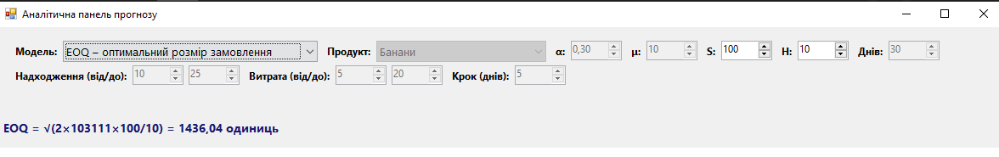 Аналітична панель прогнозу
Модель: EOQ – оптимальний розмір замовлення Продукт: Банани α: 0,30 μ: 10 S: 100 H: 10 Днів: 30
Надходження (від/до): 10 25 Витрата (від/до): 5 20 Крок (днів): 5
EOQ = √(2×103111×100/10) = 1436,04 одиниць